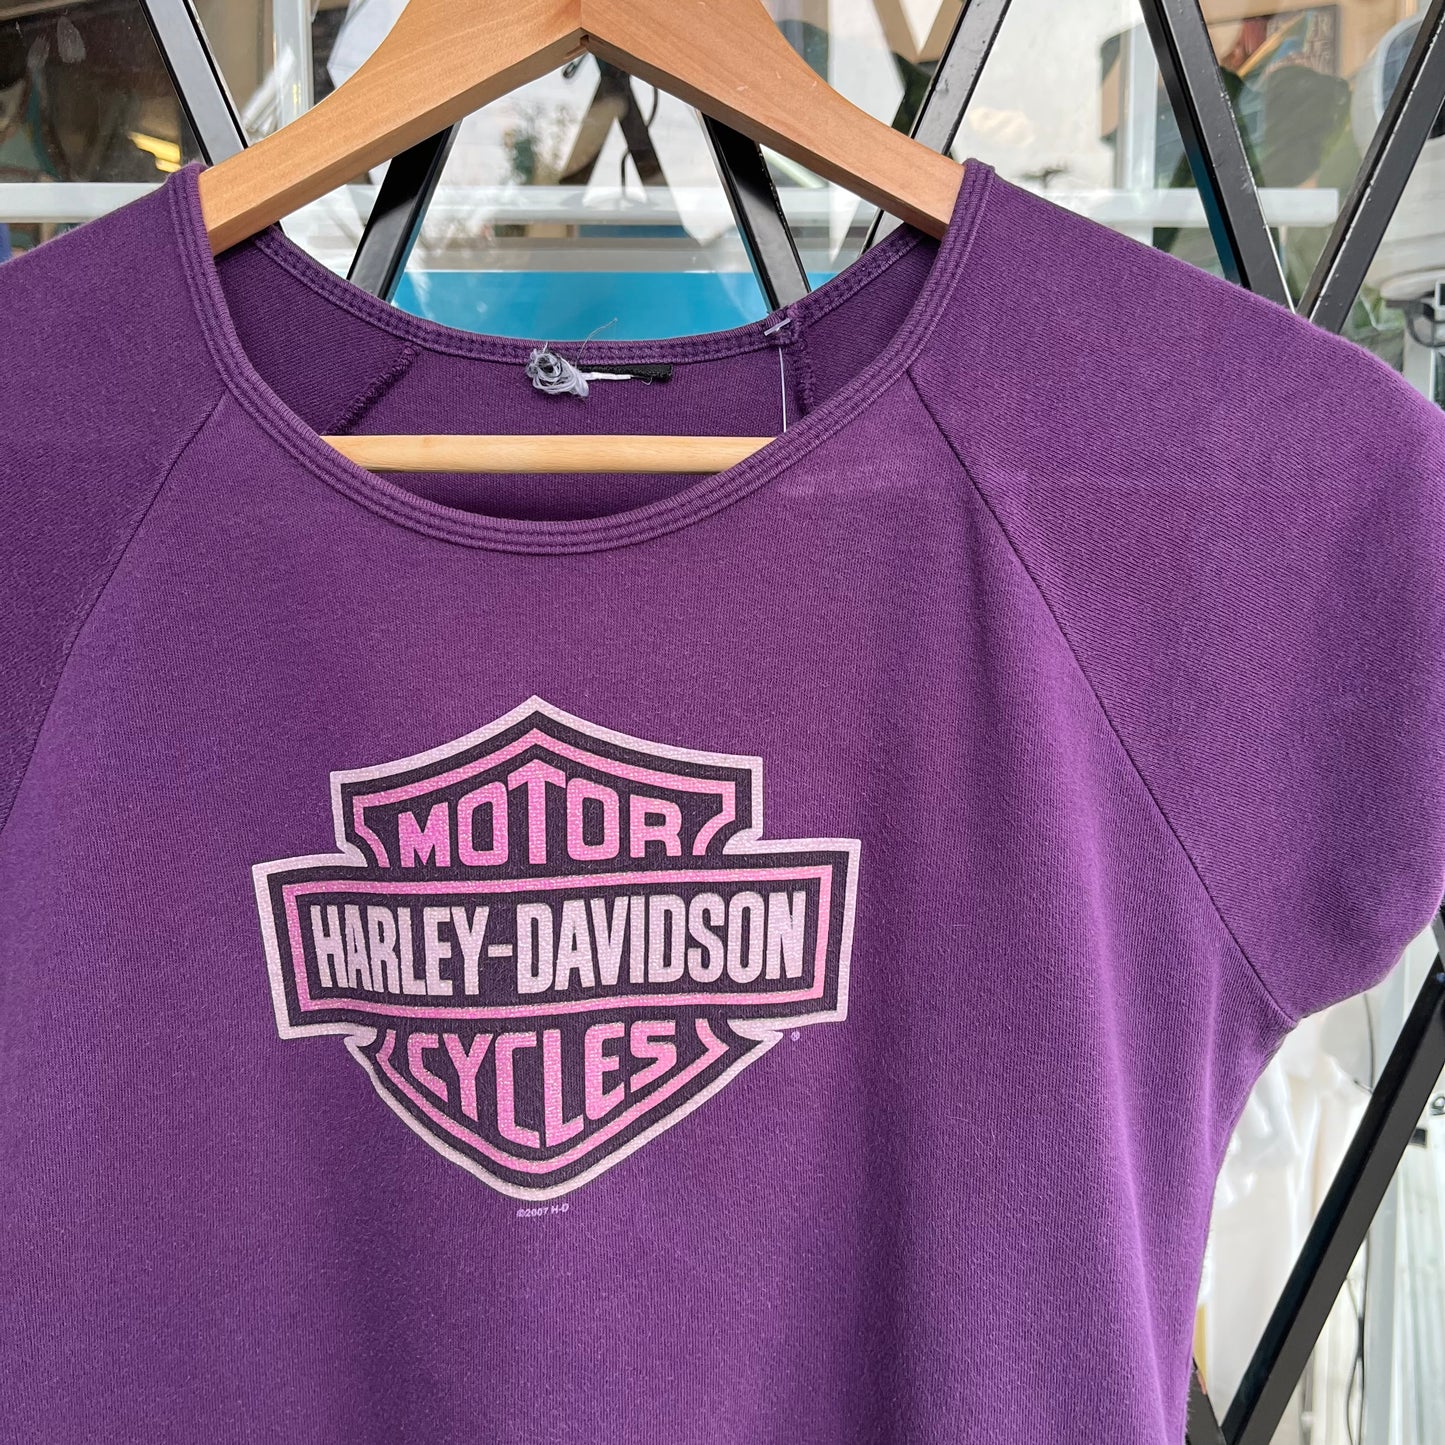 MOTOR
HARLEY-DAVIDSON
CYCLES
®
©2007 H-D